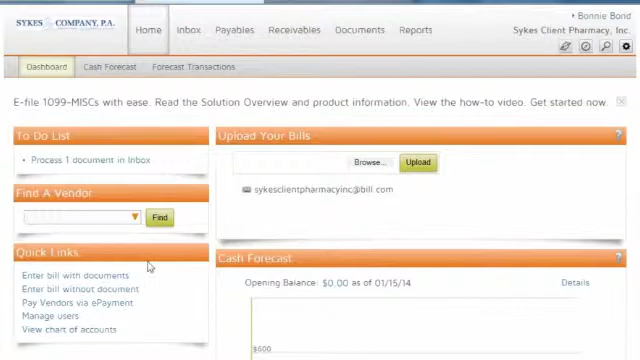 SYKES & COMPANY, P.A.
Home
Inbox
Payables
Receivables
Documents
Reports
Bonnie Bond
Sykes Client Pharmacy, Inc.
Dashboard
Cash Forecast
Forecast Transactions
E-file 1099-MISCs with ease. Read the Solution Overview and product information. View the how-to video. Get started now.
To Do List
• Process 1 document in Inbox
Find A Vendor
Find
Quick Links
Enter bill with documents
Enter bill without document
Pay Vendors via ePayment
Manage users
View chart of accounts
Upload Your Bills
?
Browse...
Upload
sykesclientpharmacyinc@bill.com
Cash Forecast
?
Opening Balance: $0.00 as of 01/15/14
Details
$600